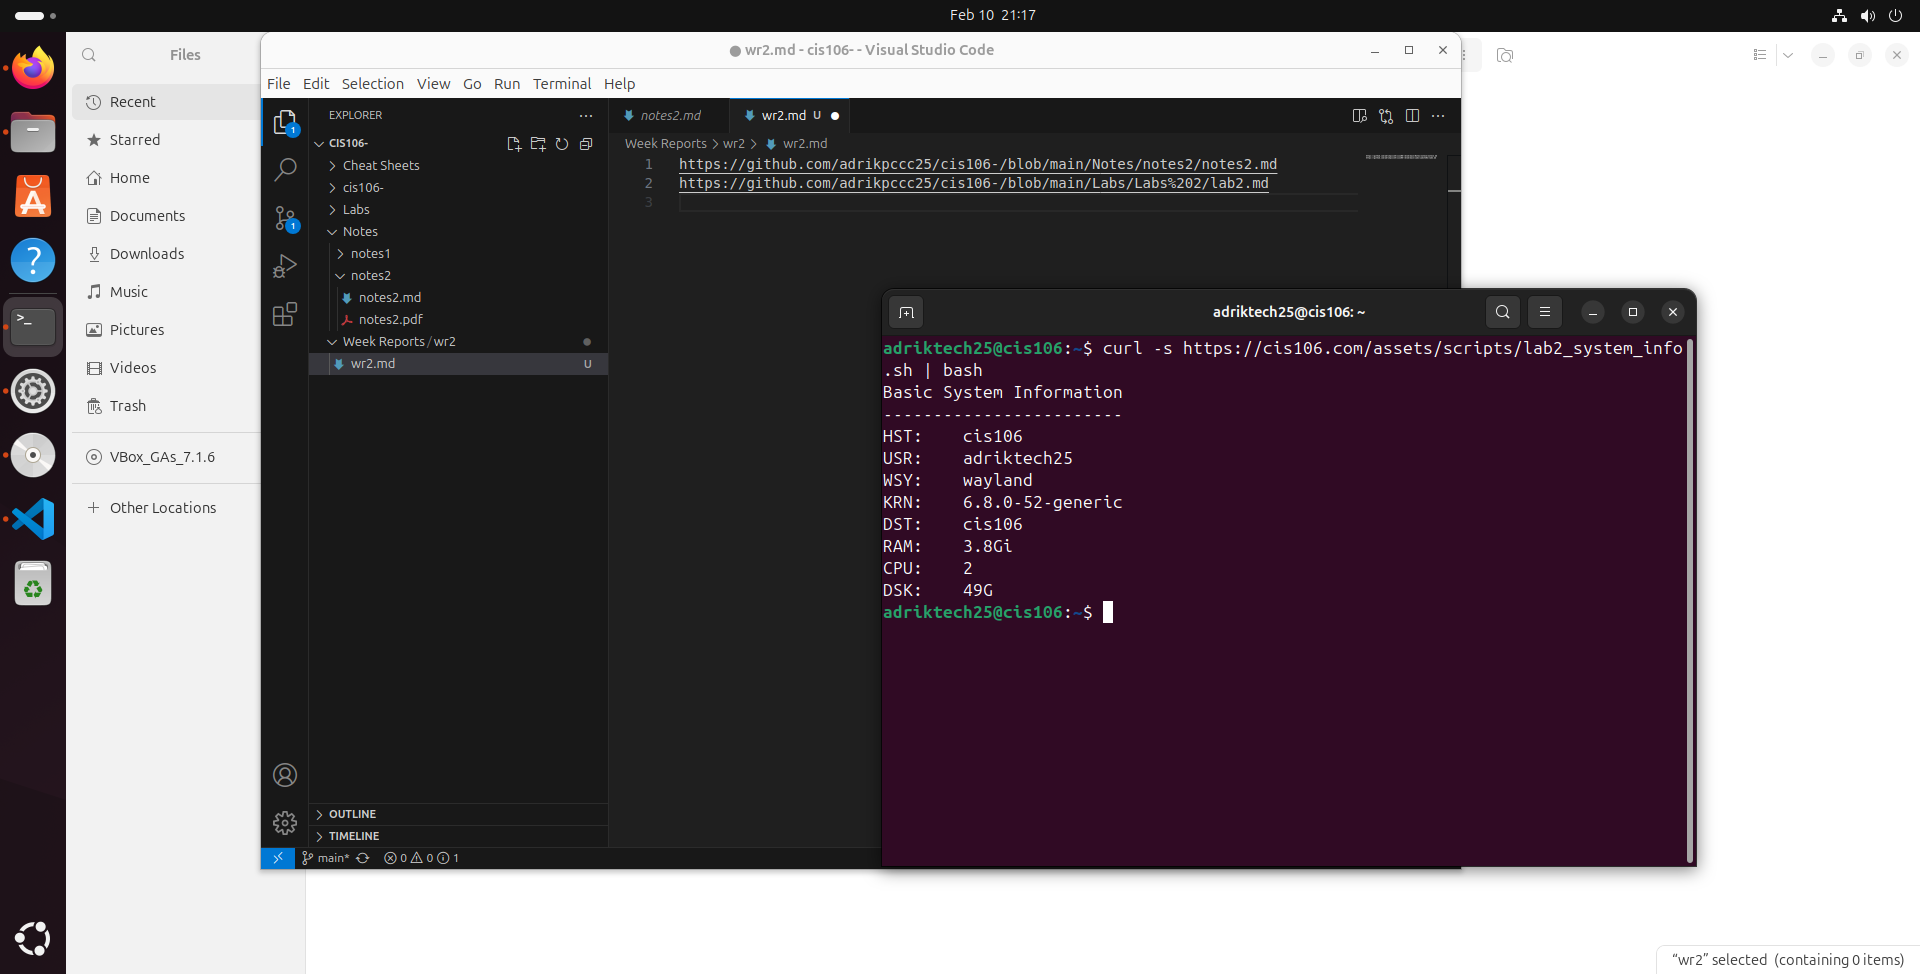 Feb 10  21:17
Files
Recent
Starred
Home
Documents
Downloads
Music
Pictures
Videos
Trash
VBox_GAs_7.1.6
Other Locations
wr2.md - cis106- - Visual Studio Code
File Edit Selection View Go Run Terminal Help
EXPLORER
CIS106-
Cheat Sheets
cis106-
Labs
Notes
notes1
notes2
notes2.md
notes2.pdf
Week Reports/wr2
wr2.md U
OUTLINE
TIMELINE
1
1
notes2.md wr2.md U
Week Reports > wr2 > wr2.md
1 https://github.com/adrikpccc25/cis106-/blob/main/Notes/notes2/notes2.md
2 https://github.com/adrikpccc25/cis106-/blob/main/Labs/Labs%202/lab2.md
3
main* 0 0 1
adriktech25@cis106: ~
adriktech25@cis106:~$ curl -s https://cis106.com/assets/scripts/lab2_system_info
.sh | bash
Basic System Information
------------------------
HST:    cis106
USR:    adriktech25
WSY:    wayland
KRN:    6.8.0-52-generic
DST:    cis106
RAM:    3.8Gi
CPU:    2
DSK:    49G
adriktech25@cis106:~$
“wr2” selected  (containing 0 items)